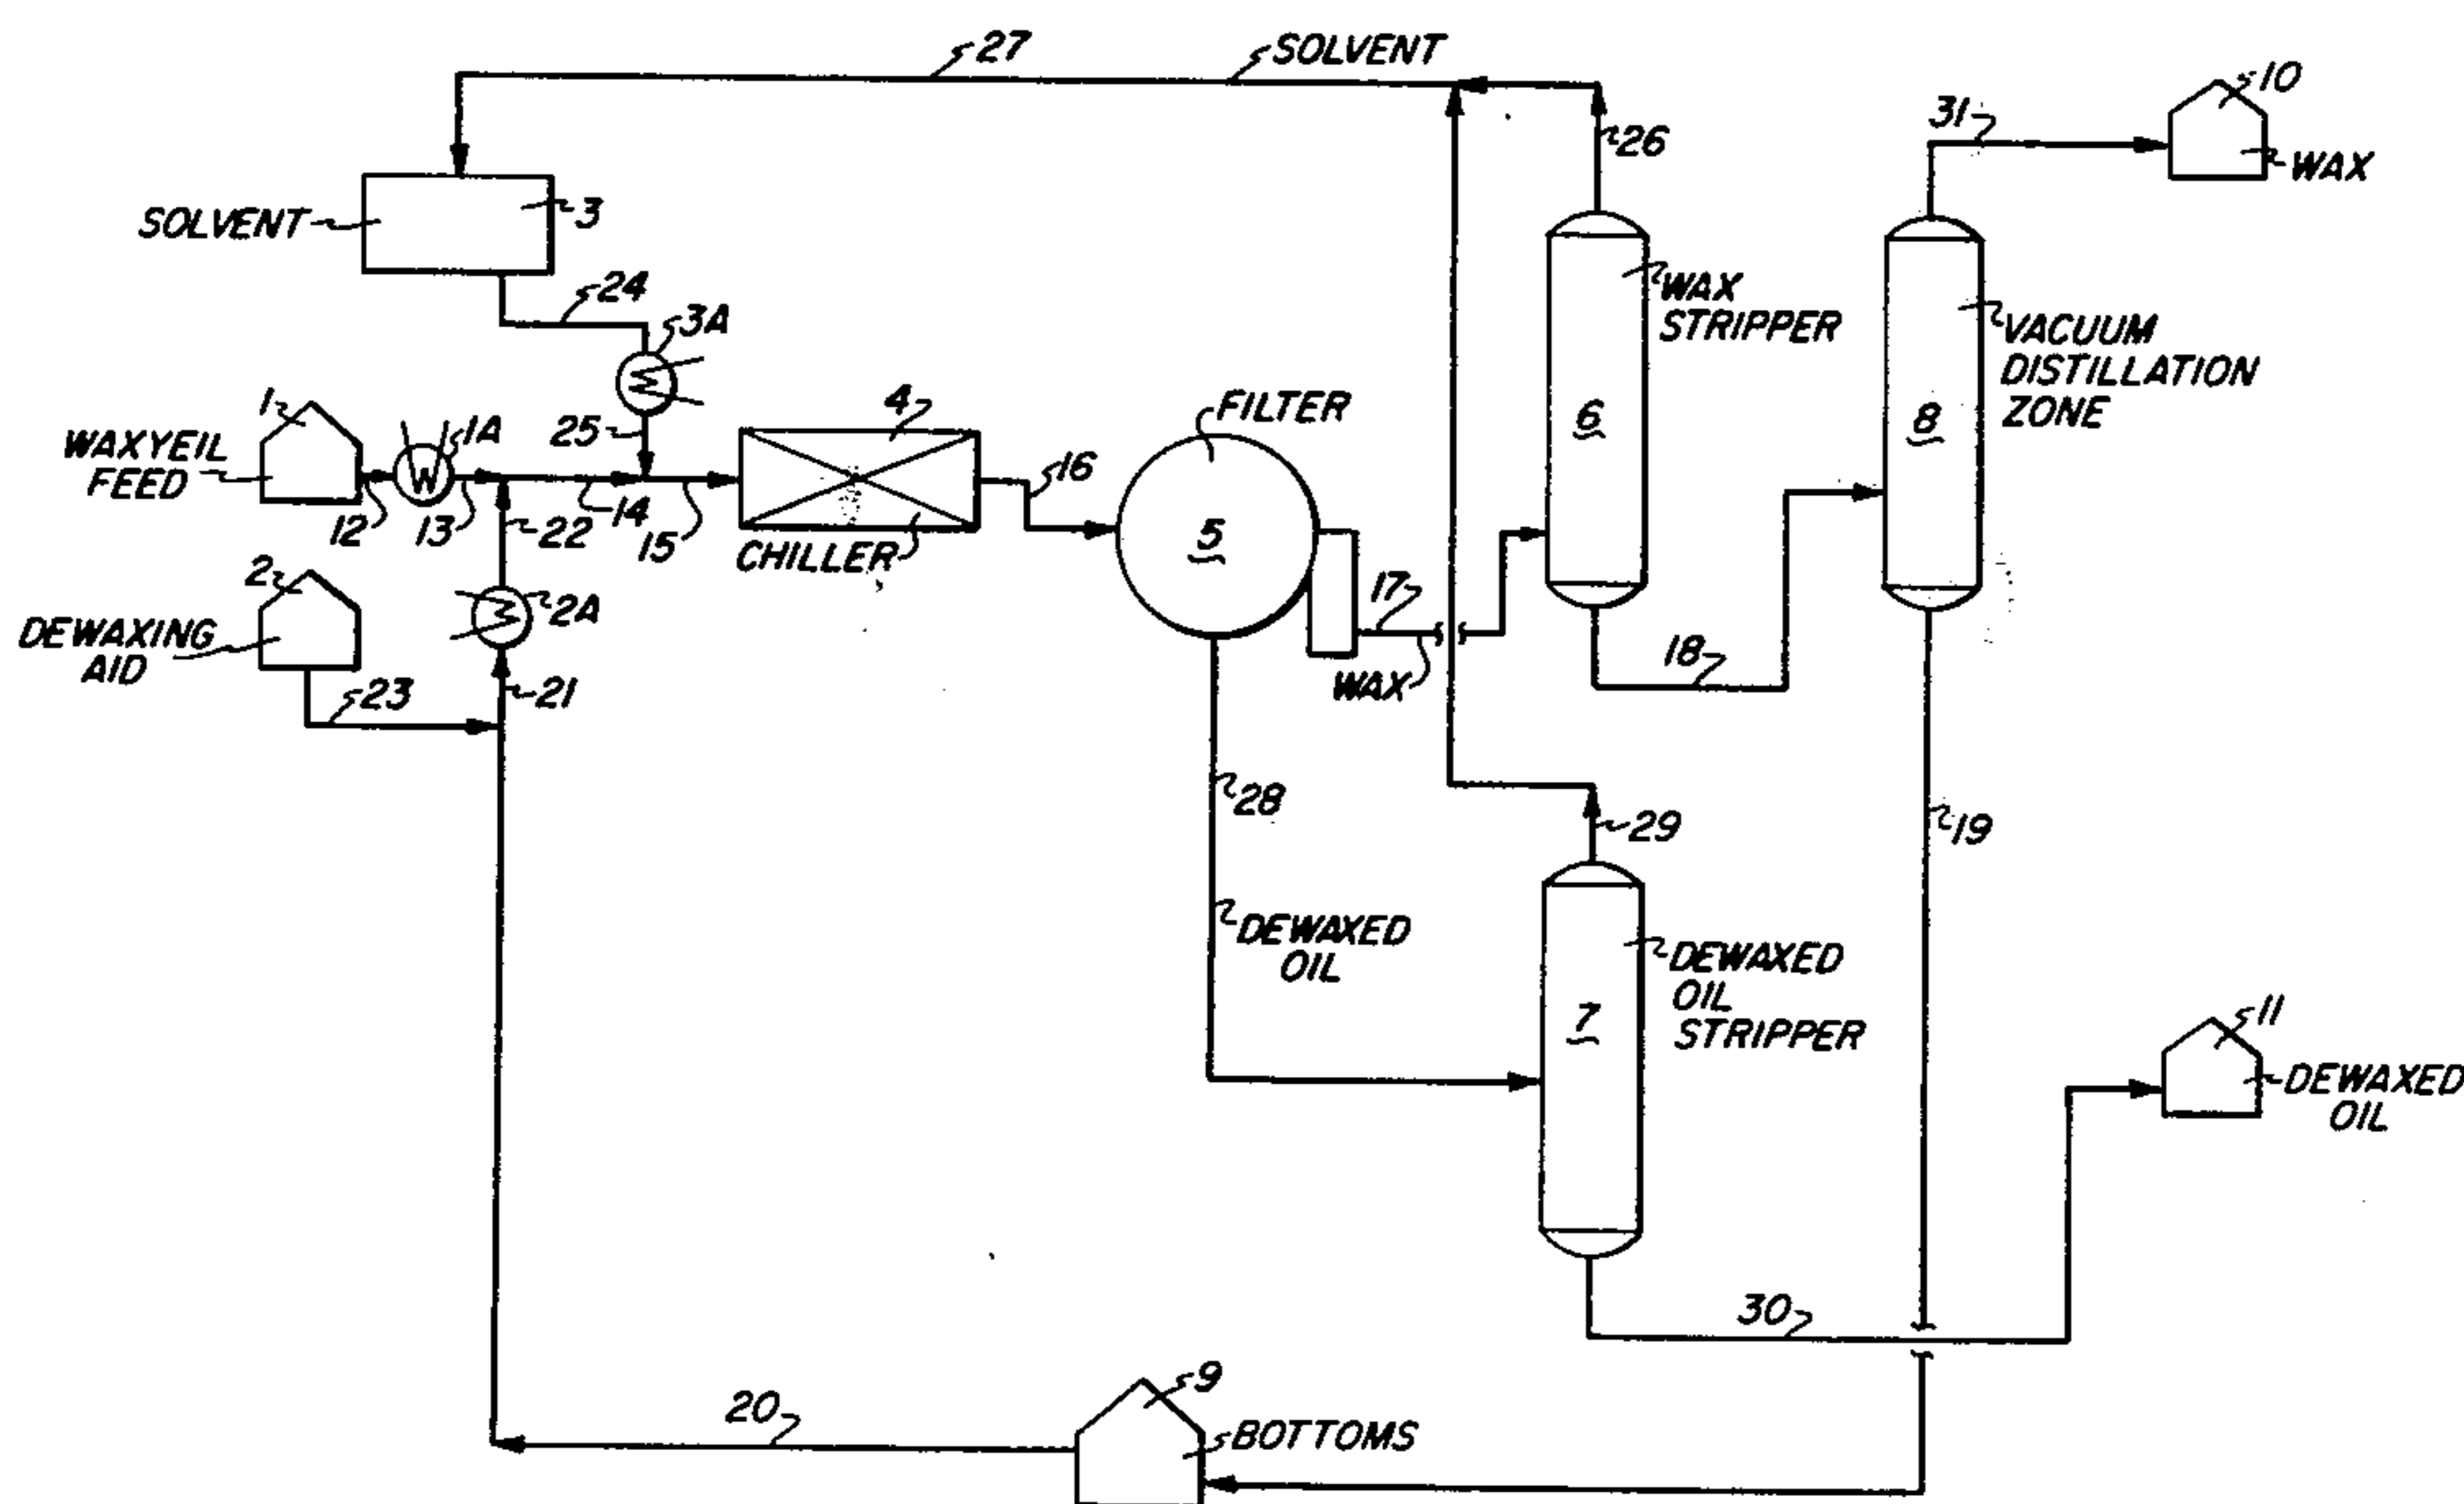 27
SOLVENT
10
31
WAX
26
SOLVENT
3
24
3A
WAX
STRIPPER
VACUUM
DISTILLATION
ZONE
1
1A
25
4
FILTER
6
8
WAXYEIL
FEED
W
12
13
22
14
15
16
CHILLER
5
2
2A
17
DEWAXING
AID
23
21
WAX
18
28
29
19
DEWAXED
OIL
DEWAXED
OIL
STRIPPER
7
11
DEWAXED
OIL
30
9
20
BOTTOMS